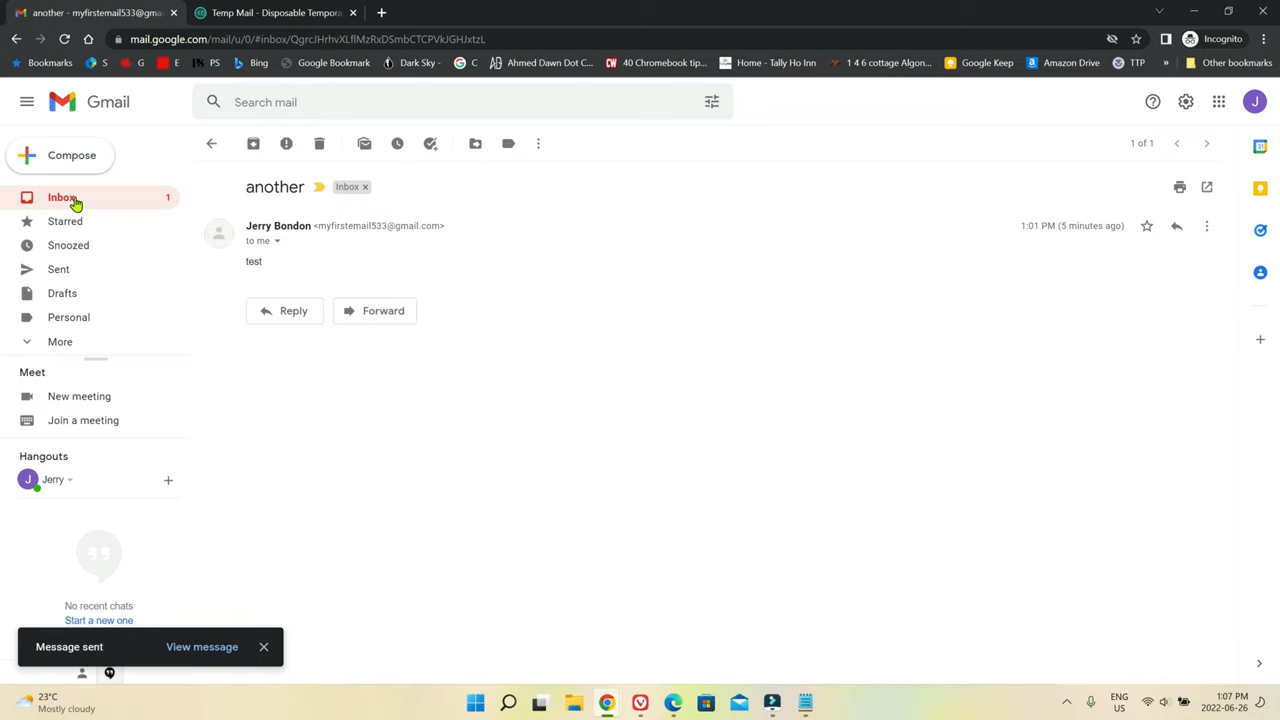 another - myfirstemail533@gmai
Temp Mail - Disposable Tempora
mail.google.com/mail/u/0/#inbox/QgrcJHrhvXLflMzRxDSmbCTCPVkJGHJxtzL
Incognito
Bookmarks S G E PS Bing Google Bookmark Dark Sky - C Ahmed Dawn Dot C... 40 Chromebook tip... Home - Tally Ho Inn 1 4 6 cottage Algon... Google Keep Amazon Drive TTP » Other bookmarks
Gmail
Search mail
J
Compose
1 of 1
Inbox 1
another Inbox x
Starred
Jerry Bondon <myfirstemail533@gmail.com> 1:01 PM (5 minutes ago)
to me
Snoozed
test
Sent
Drafts
Reply Forward
Personal
More
Meet
New meeting
Join a meeting
Hangouts
J Jerry
No recent chats
Start a new one
Message sent View message
23°C
Mostly cloudy
ENG
US
1:07 PM
2022-06-26